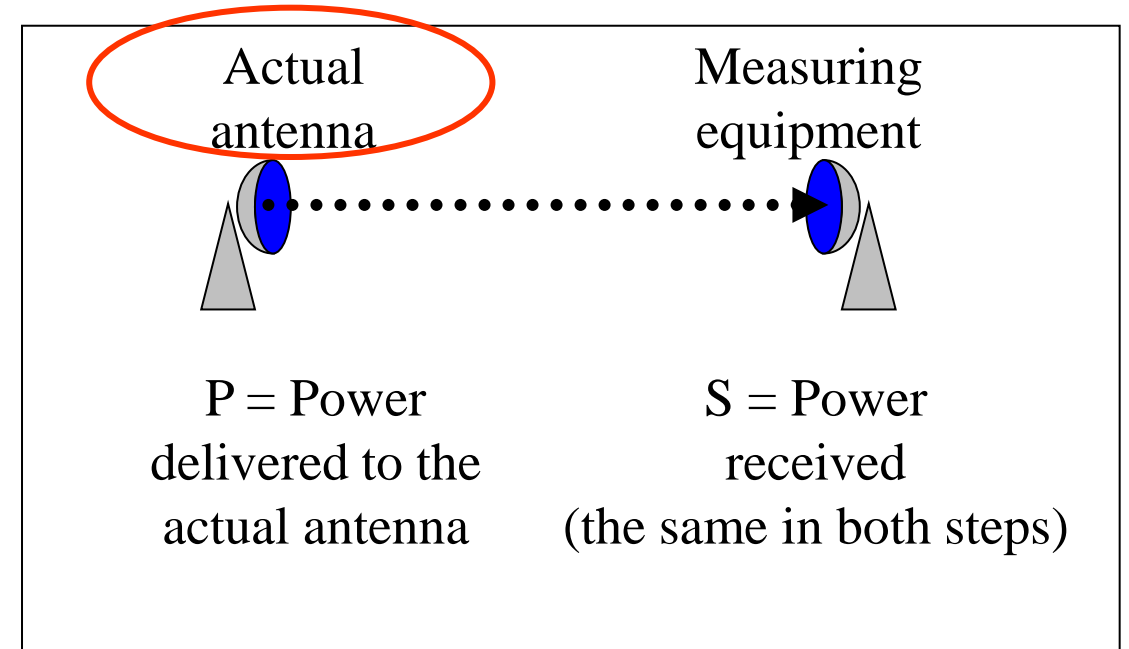 Actual
antenna
Measuring
equipment
P = Power
delivered to the
actual antenna
S = Power
received
(the same in both steps)